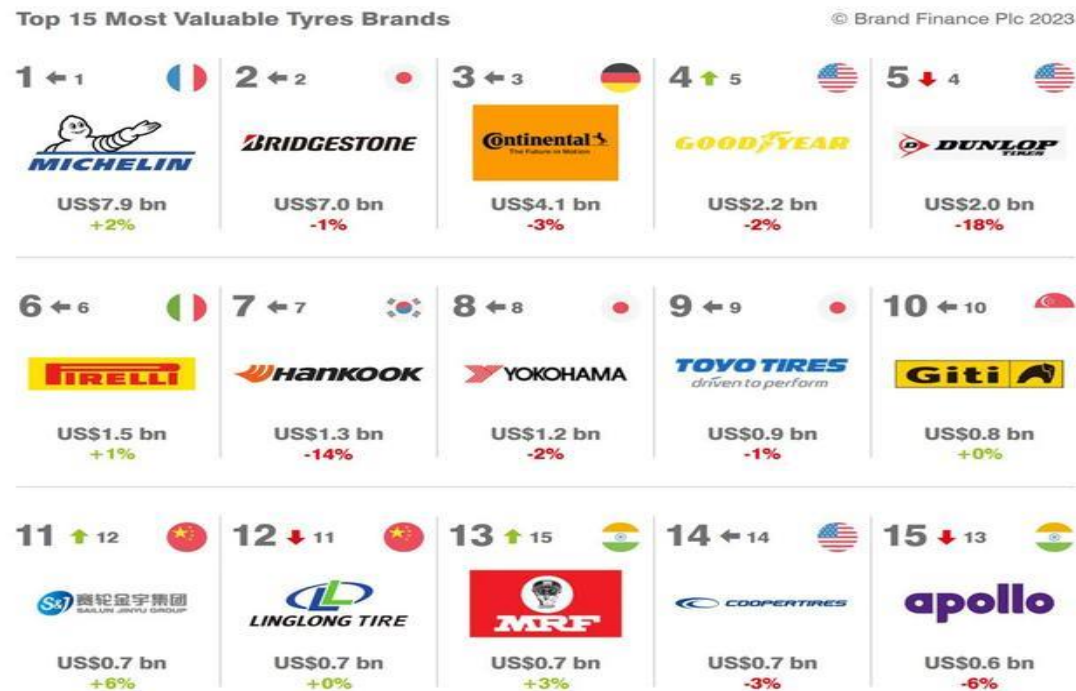 Top 15 Most Valuable Tyres Brands
© Brand Finance Plc 2023
1 ← 1
MICHELIN
US$7.9 bn
+2%
2 ← 2
BRIDGESTONE
US$7.0 bn
-1%
3 ← 3
Continental
The Future in Motion
US$4.1 bn
-3%
4 ↑ 5
GOODYEAR
US$2.2 bn
-2%
5 ↓ 4
D DUNLOP
TIRES
US$2.0 bn
-18%
6 ← 6
PIRELLI
US$1.5 bn
+1%
7 ← 7
HANKOOK
US$1.3 bn
-14%
8 ← 8
YOKOHAMA
US$1.2 bn
-2%
9 ← 9
TOYO TIRES
driven to perform
US$0.9 bn
-1%
10 ← 10
Giti
US$0.8 bn
+0%
11 ↑ 12
S&J 赛轮金宇集团
SAILUN JINYU GROUP
US$0.7 bn
+6%
12 ↓ 11
LINGLONG TIRE
US$0.7 bn
+0%
13 ↑ 15
MRF
US$0.7 bn
+3%
14 ← 14
COOPERTIRES
US$0.7 bn
-3%
15 ↓ 13
apollo
US$0.6 bn
-6%